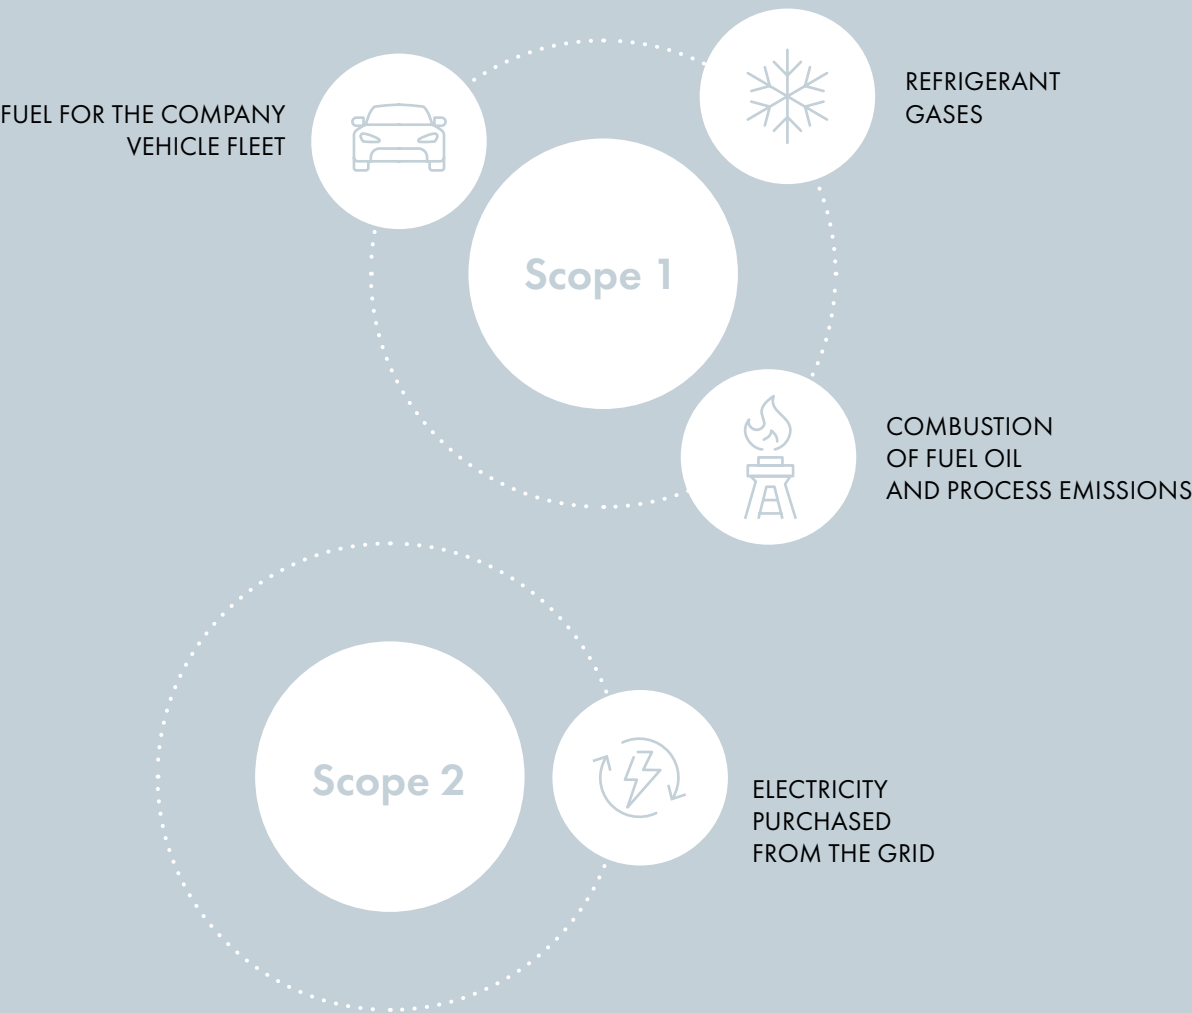 FUEL FOR THE COMPANY
VEHICLE FLEET
REFRIGERANT
GASES
Scope 1
COMBUSTION
OF FUEL OIL
AND PROCESS EMISSIONS
Scope 2
ELECTRICITY
PURCHASED
FROM THE GRID